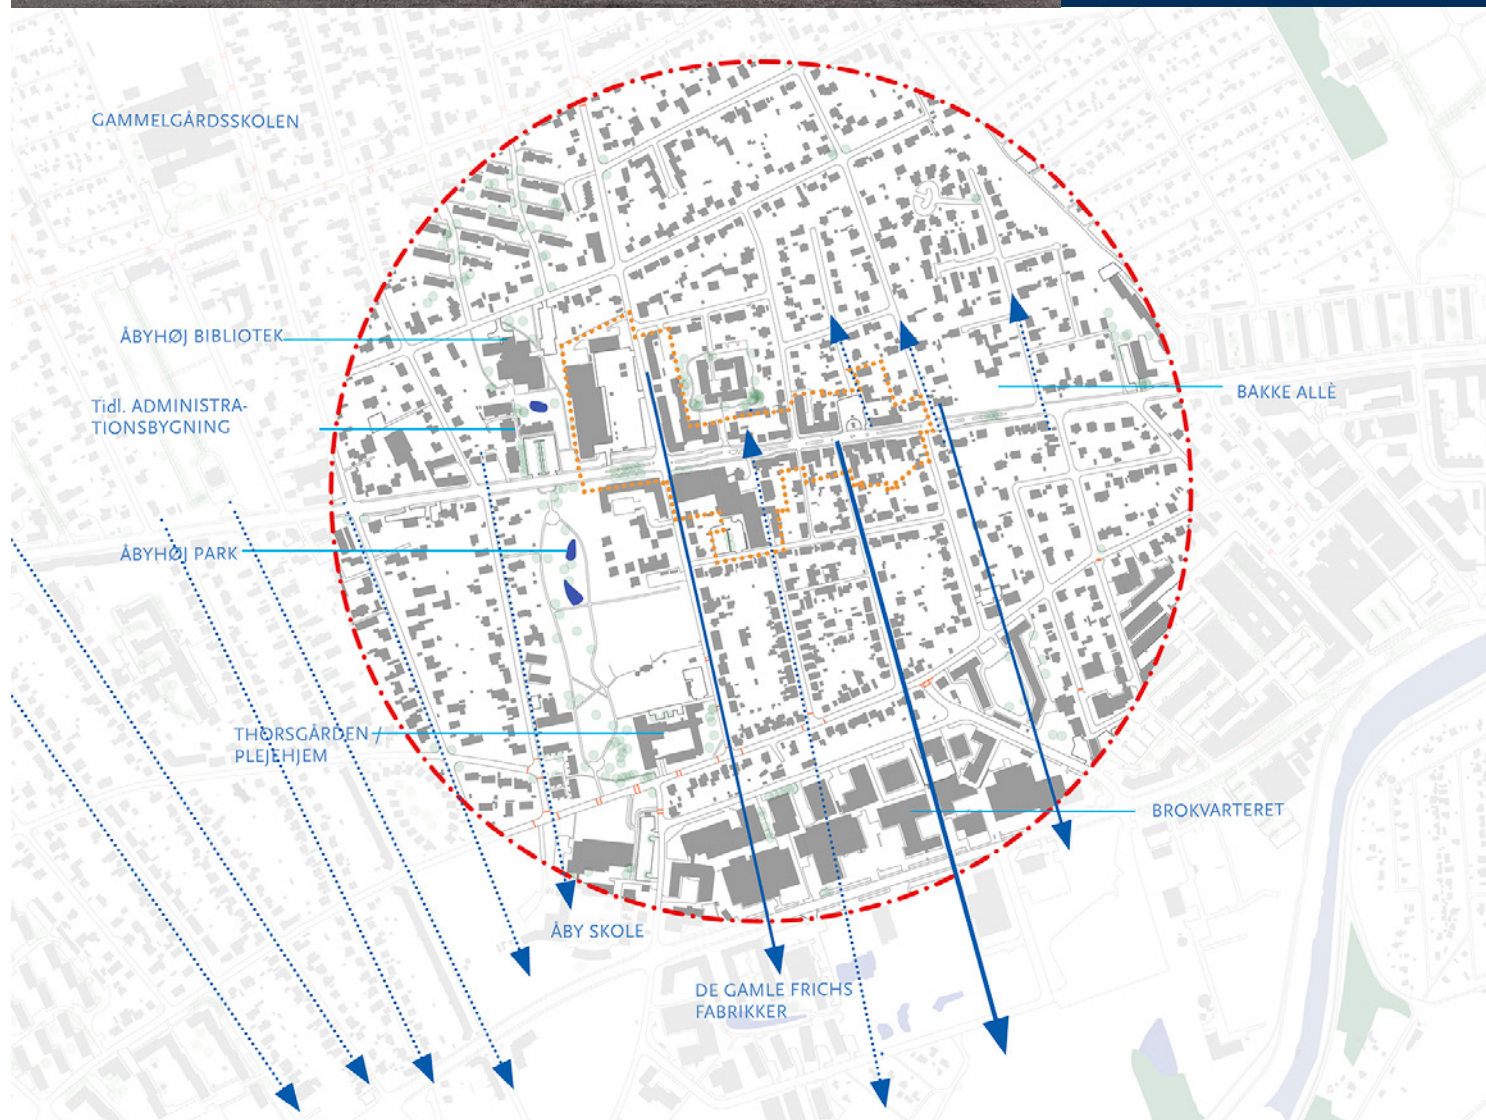 GAMMELGÅRDSSKOLEN
ÅBYHØJ BIBLIOTEK
Tidl. ADMINISTRA-
TIONSBYGNING
BAKKE ALLÈ
ÅBYHØJ PARK
THORSGÅRDEN /
PLEJEHJEM
BROKVARTERET
ÅBY SKOLE
DE GAMLE FRICHS
FABRIKKER